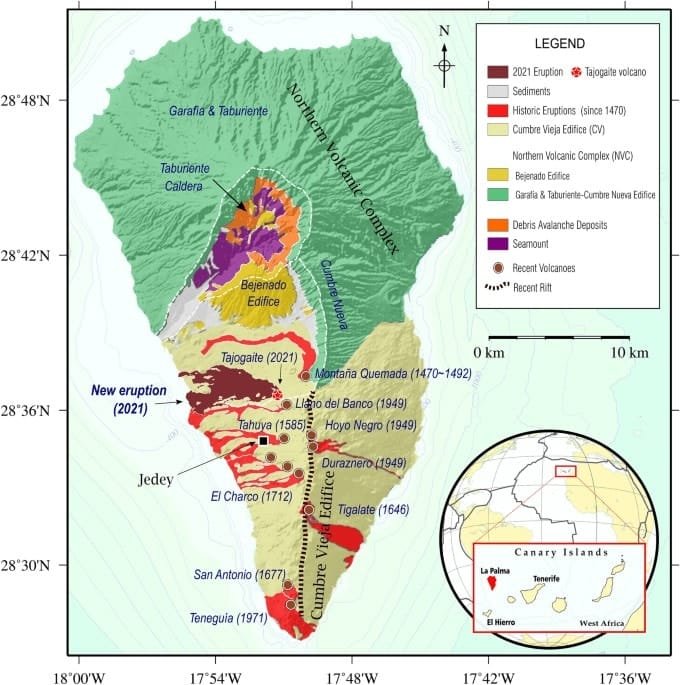 N
LEGEND
2021 Eruption
Tajogaite volcano
Sediments
Historic Eruptions (since 1470)
Cumbre Vieja Edifice (CV)
Northern Volcanic Complex (NVC)
Bejenado Edifice
Garafía & Taburiente-Cumbre Nueva Edifice
Debris Avalanche Deposits
Seamount
Recent Volcanoes
Recent Rift
0 km
10 km
28°48'N
28°42'N
28°36'N
28°30'N
Garafía & Taburiente
Northern Volcanic Complex
Taburiente
Caldera
Bejenado
Edifice
Cumbre Nueva
Tajogaite (2021)
Montaña Quemada (1470~1492)
New eruption
(2021)
Llano del Banco (1949)
Tahuya (1585)
Hoyo Negro (1949)
Jedey
Duraznero (1949)
El Charco (1712)
Tigalate (1646)
Cumbre Vieja Edifice
San Antonio (1677)
Teneguía (1971)
Canary Islands
La Palma
Tenerife
El Hierro
West Africa
18°00'W
17°54'W
17°48'W
17°42'W
17°36'W